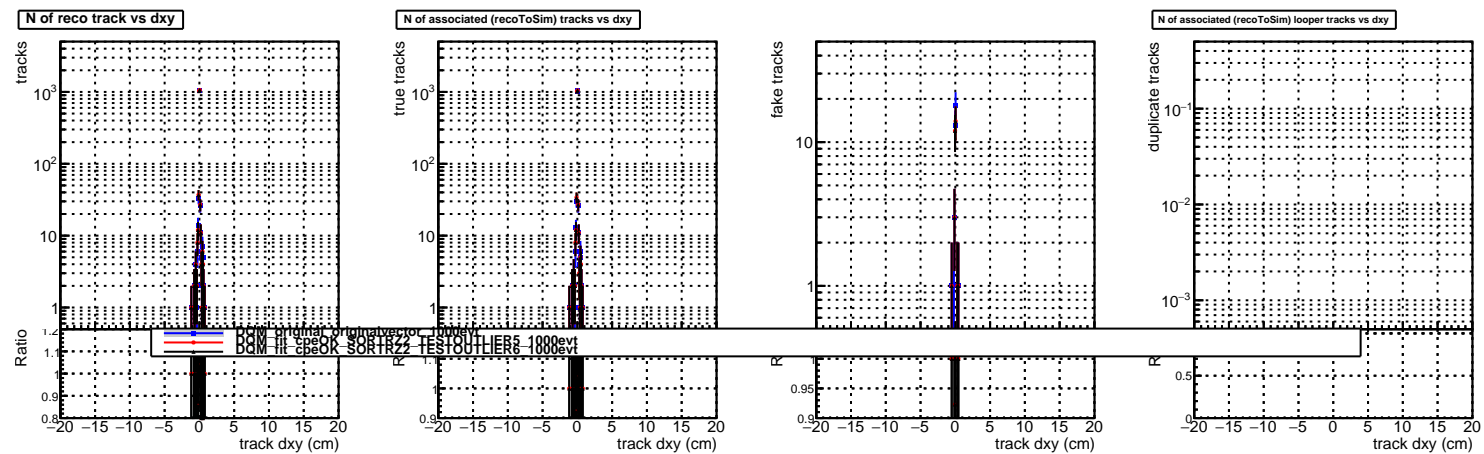 N of reco track vs dxy
tracks
10³
10²
10
1
Ratio
1.2
1.1
1
0.9
0.8
−20 −15 −10 −5 0 5 10 15 20
track dxy (cm)
N of associated (recoToSim) tracks vs dxy
true tracks
10³
10²
10
1
1
0.9
−20 −15 −10 −5 0 5 10 15 20
track dxy (cm)
fake tracks
10
1
0.95
0.9
−20 −15 −10 −5 0 5 10 15 20
track dxy (cm)
N of associated (recoToSim) looper tracks vs dxy
duplicate tracks
10⁻¹
10⁻²
10⁻³
0.5
0
−20 −15 −10 −5 0 5 10 15 20
track dxy (cm)
DQM_original_originalvector_1000evt
DQM_fit_cpeOK_SORTRZ2_TESTOUTLIER5_1000evt
DQM_fit_cpeOK_SORTRZ2_TESTOUTLIER6_1000evt